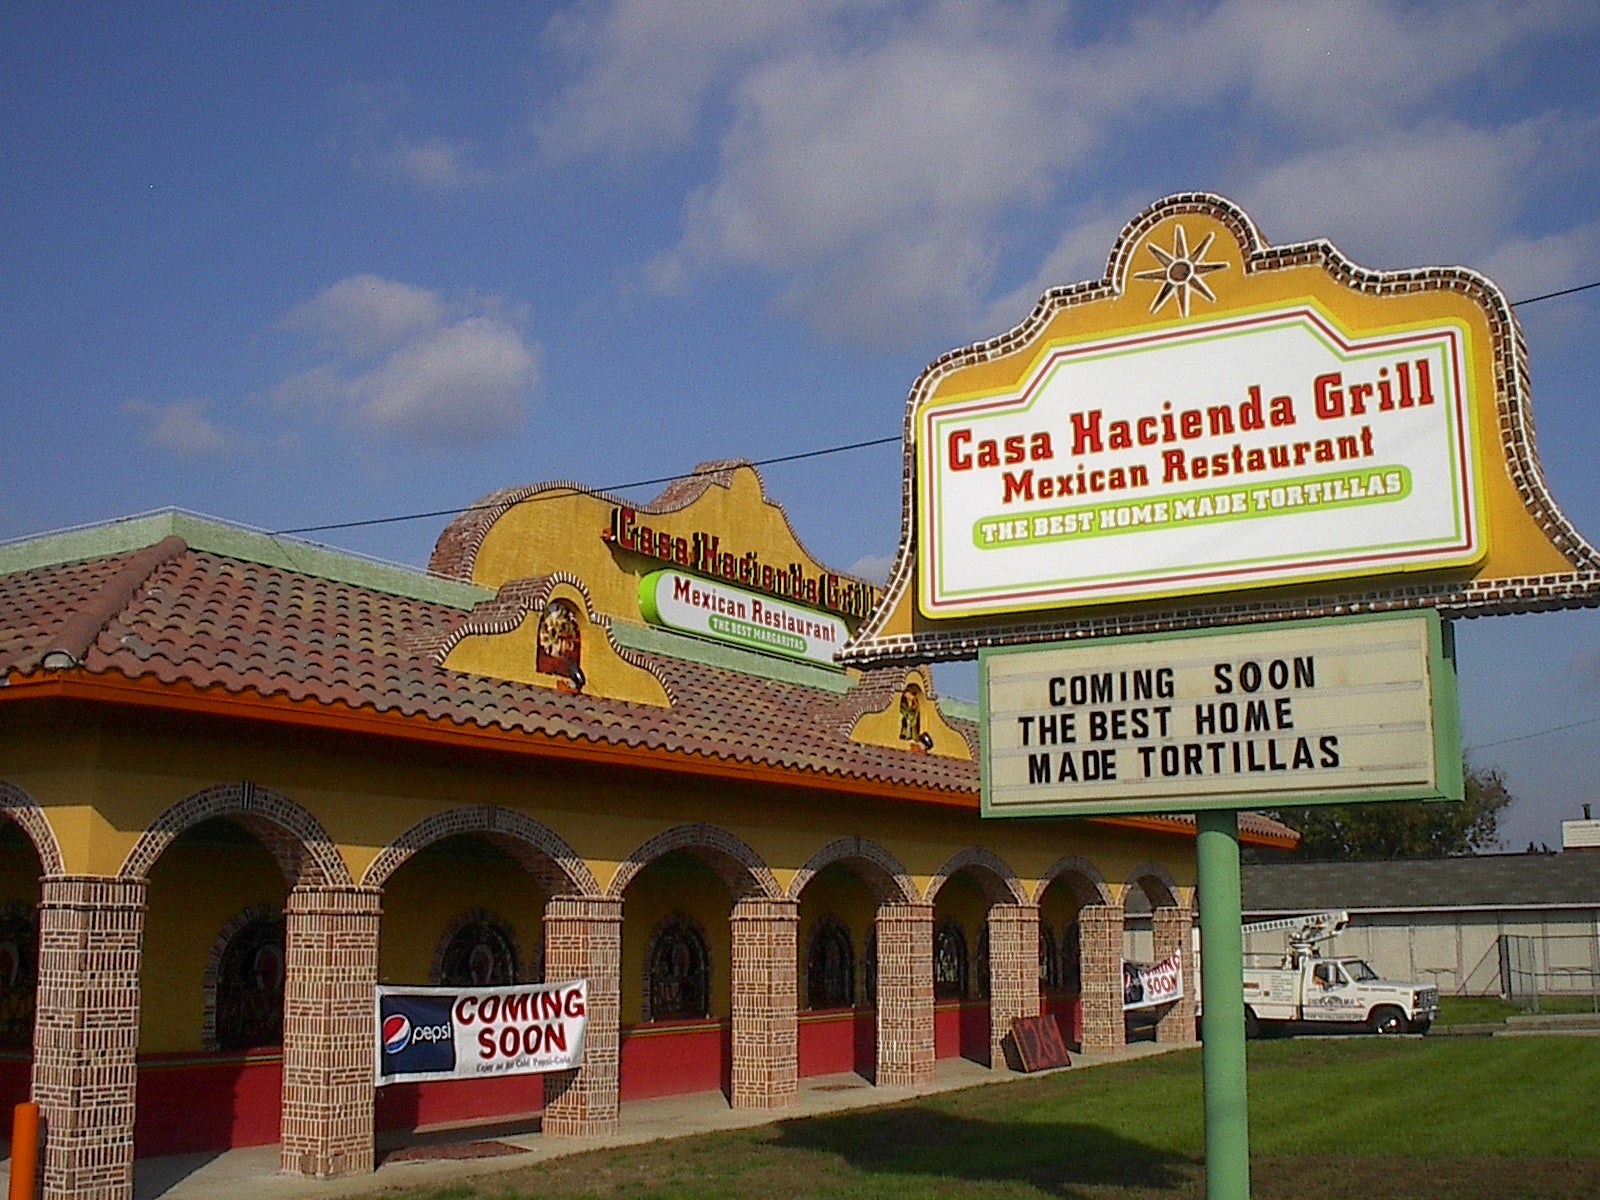 Casa Hacienda Grill
Mexican Restaurant
THE BEST HOME MADE TORTILLAS
COMING SOON
THE BEST HOME
MADE TORTILLAS
Casa Hacienda Grill
Mexican Restaurant
THE BEST MARGARITAS
pepsi
COMING
SOON
COMING
SOON